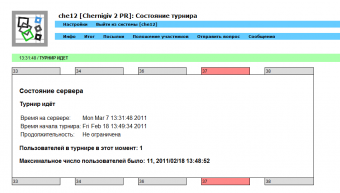 che12 [Chernigiv 2 PR]: Состояние турнира
Настройки Выйти из системы [che12]
Инфо Итог Посылки Положение участников Отправить вопрос Сообщения
13:31:48 / ТУРНИР ИДЕТ
33 34 35 36 37 38 39
Состояние сервера
Турнир идёт
Время на сервере: Mon Mar 7 13:31:48 2011
Время начала турнира: Fri Feb 18 13:49:34 2011
Продолжительность: Не ограничена
Пользователей в турнире в этот момент: 1
Максимальное число пользователей было: 11, 2011/02/18 13:48:52
33 34 35 36 37 38 39